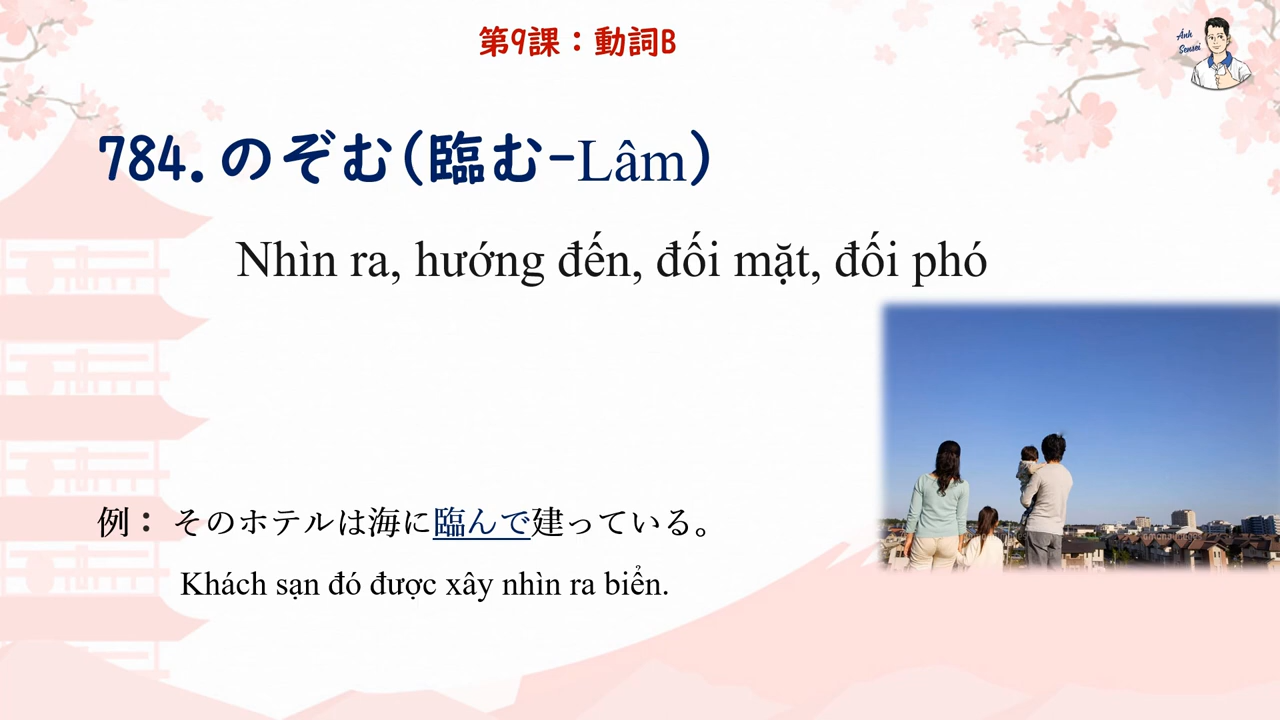 第9課：動詞B
Anh
Sensei
784.のぞむ(臨む-Lâm)
Nhìn ra, hướng đến, đối mặt, đối phó
例： そのホテルは海に臨んで建っている。
Khách sạn đó được xây nhìn ra biển.